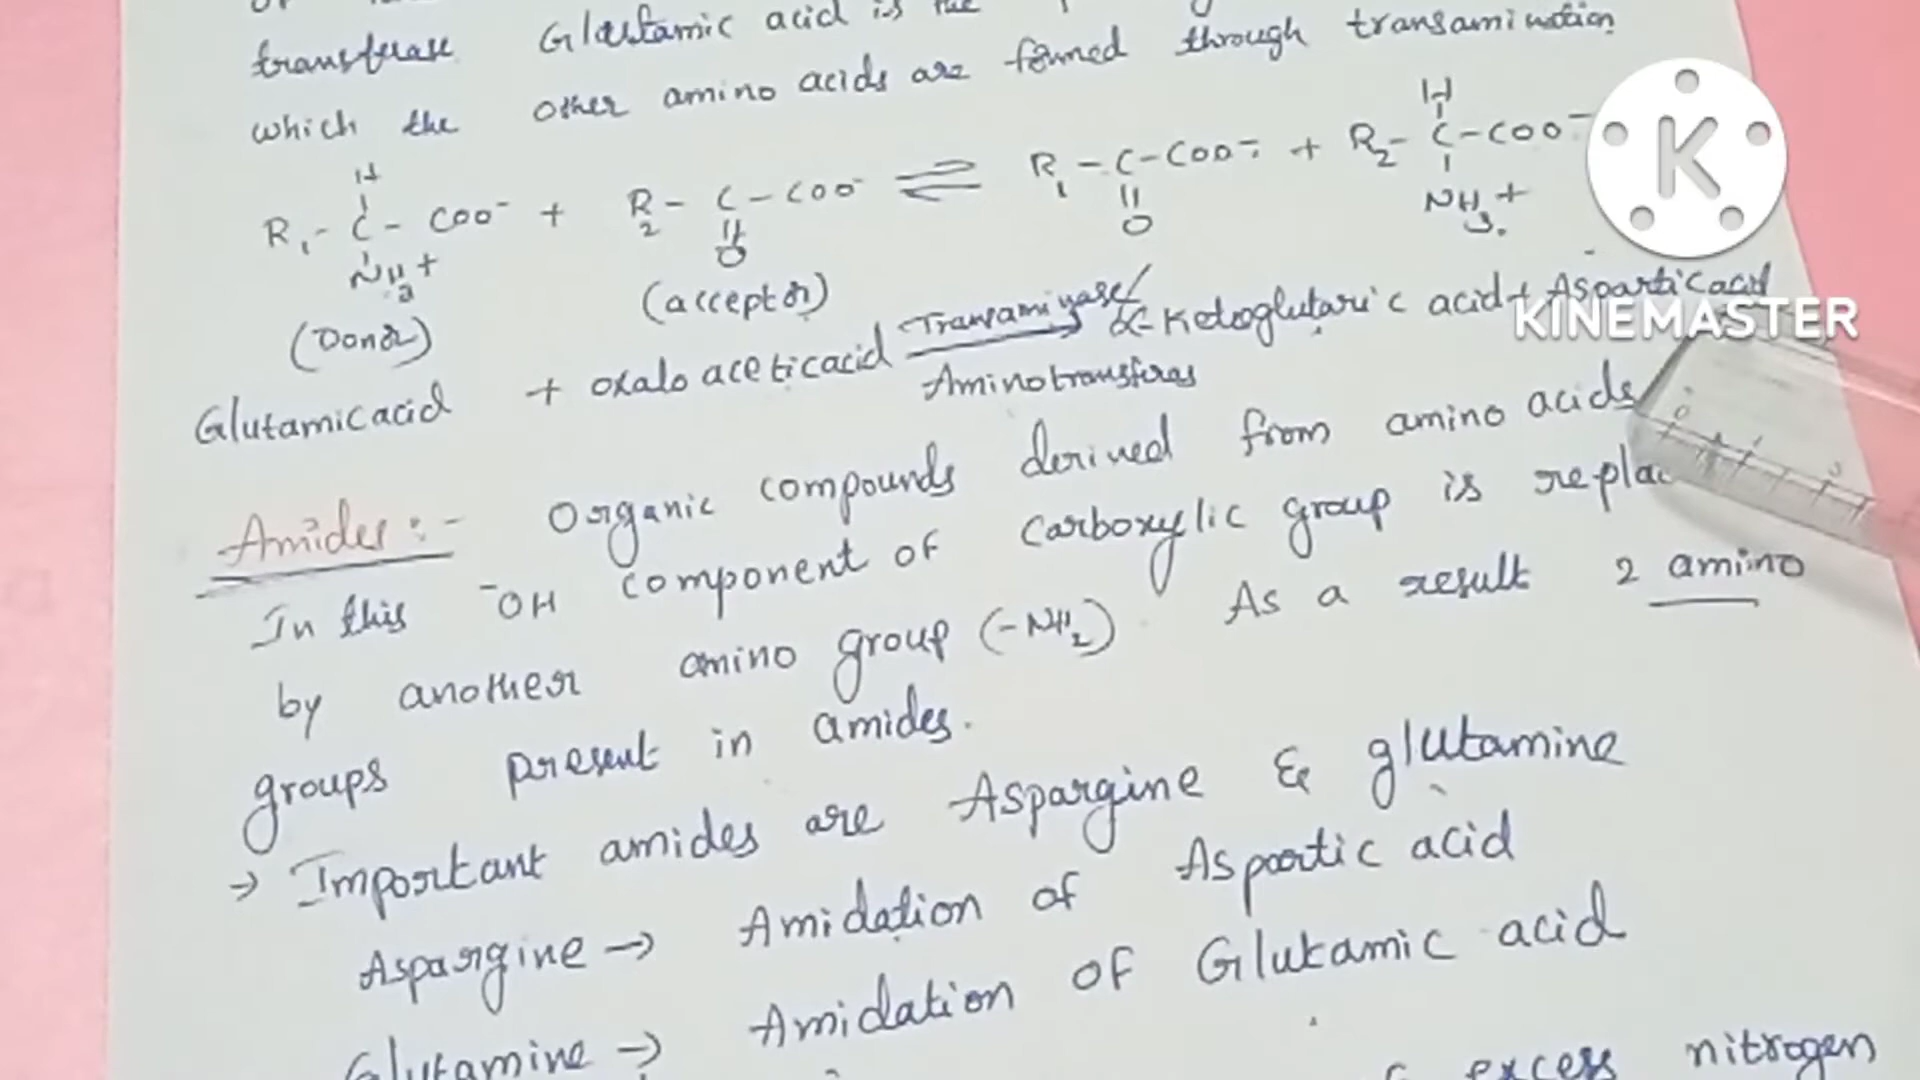 transferase Glutamic acid is the
which the other amino acids are formed through transamination
H
H
R1 - C - COO- + R2 - C - COO- ⇌ R1 - C - COO- + R2 - C - COO-
NH2+ O O NH3+
(Donor) (acceptor)
Glutamic acid + oxalo acetic acid Transaminase/ α-Ketoglutaric acid + Aspartic acid
Aminotransferas
KINEMASTER
K
Amides :- Organic compounds derived from amino acids
In this -OH component of carboxylic group is replac
by another amino group (-NH2) . As a result 2 amino
groups present in amides.
→ Important amides are Aspargine & glutamine
Aspargine → Amidation of Aspartic acid
Glutamine → Amidation of Glutamic acid
excess nitrogen